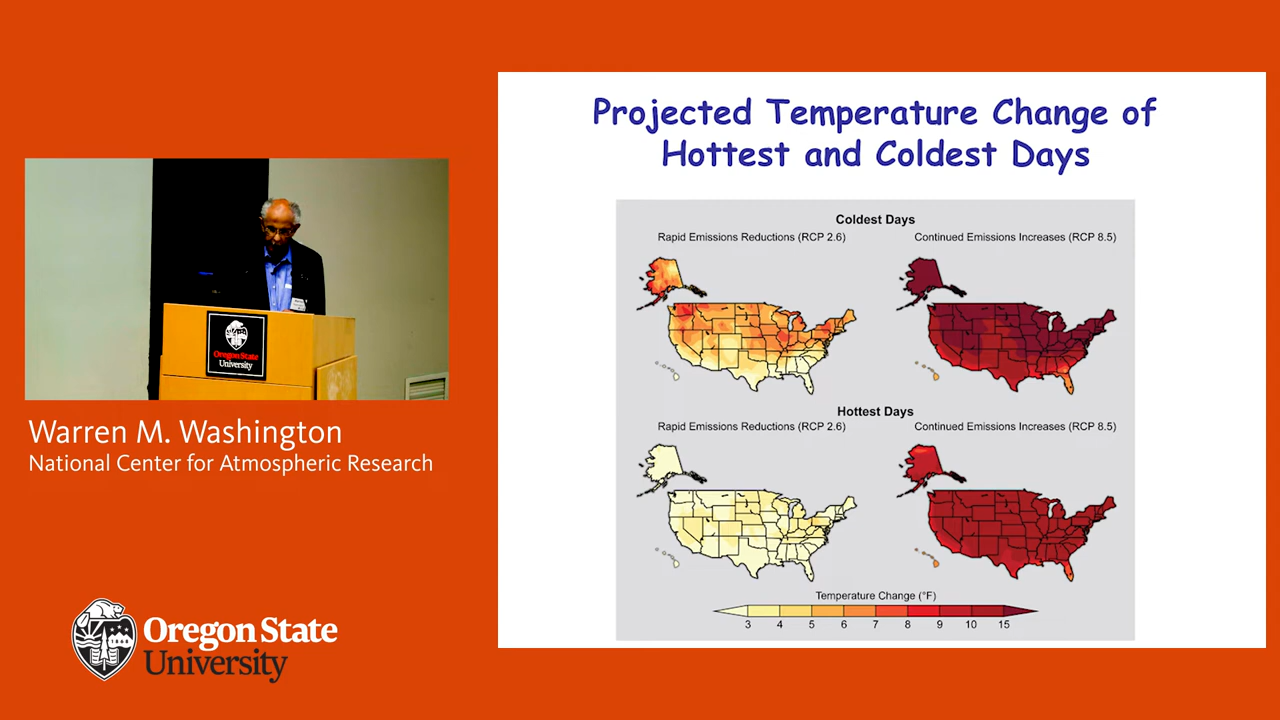 Projected Temperature Change of
Hottest and Coldest Days
Coldest Days
Rapid Emissions Reductions (RCP 2.6)
Continued Emissions Increases (RCP 8.5)
Hottest Days
Rapid Emissions Reductions (RCP 2.6)
Continued Emissions Increases (RCP 8.5)
Temperature Change (°F)
3 4 5 6 7 8 9 10 15
Oregon State
University
Warren M. Washington
National Center for Atmospheric Research
Oregon State
University